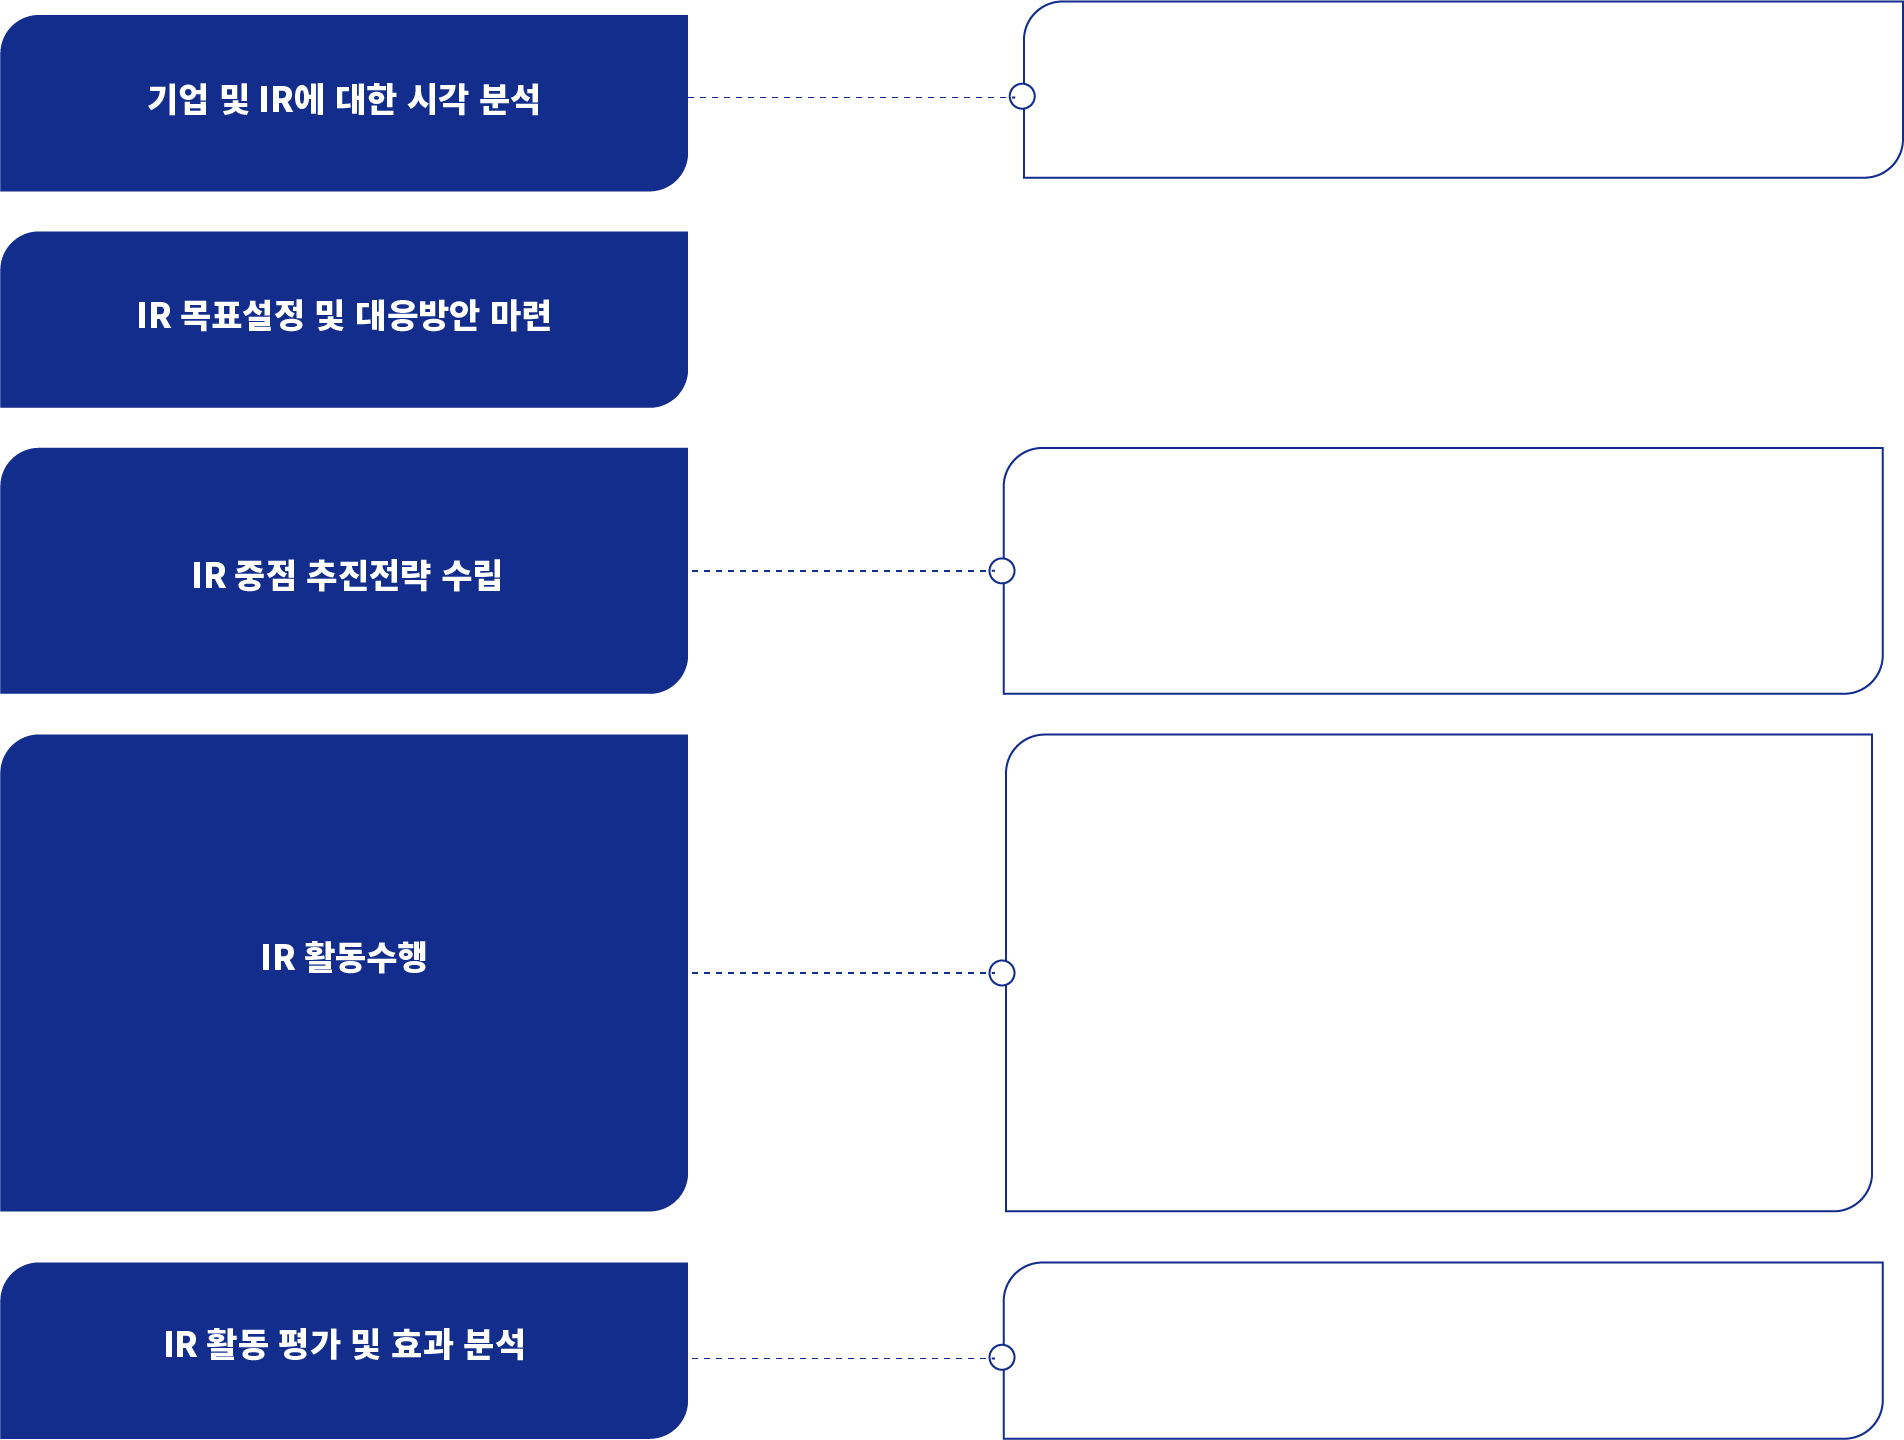 기업 및 IR에 대한 시각 분석
IR 목표설정 및 대응방안 마련
IR 중점 추진전략 수립
IR 활동수행
IR 활동 평가 및 효과 분석